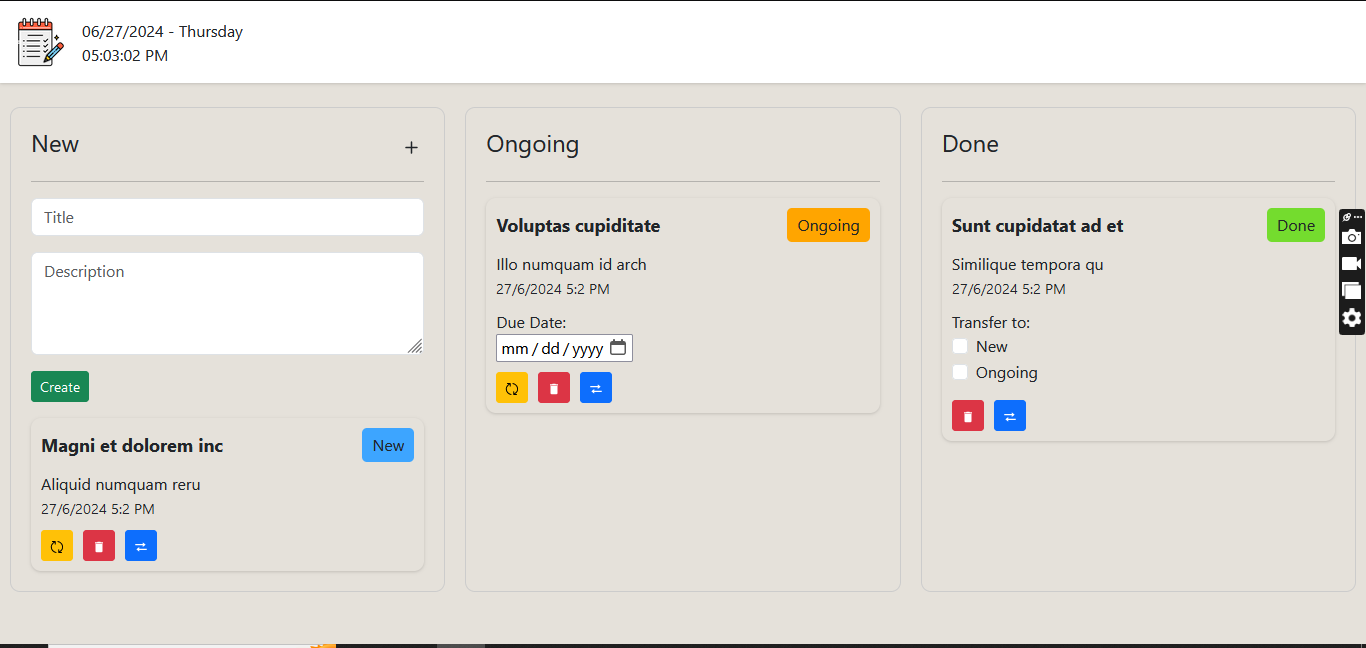 06/27/2024 - Thursday
05:03:02 PM
New
+
Title
Description
Create
Magni et dolorem inc
New
Aliquid numquam reru
27/6/2024 5:2 PM
Ongoing
Voluptas cupiditate
Ongoing
Illo numquam id arch
27/6/2024 5:2 PM
Due Date:
mm/dd/yyyy
Done
Sunt cupidatat ad et
Done
Similique tempora qu
27/6/2024 5:2 PM
Transfer to:
New
Ongoing